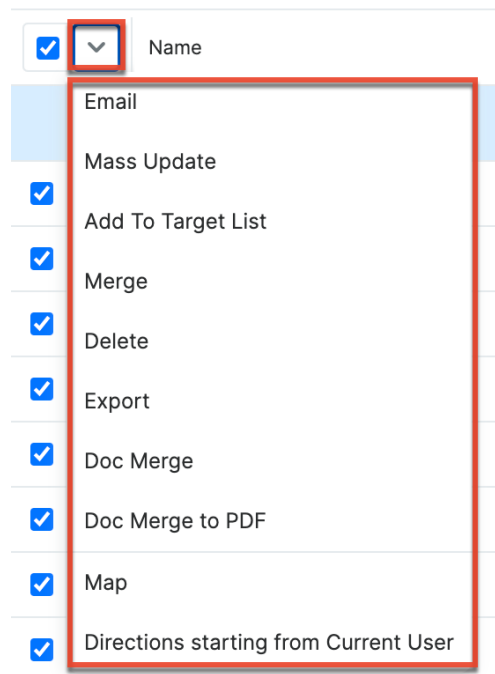 Name
Email
Mass Update
Add To Target List
Merge
Delete
Export
Doc Merge
Doc Merge to PDF
Map
Directions starting from Current User